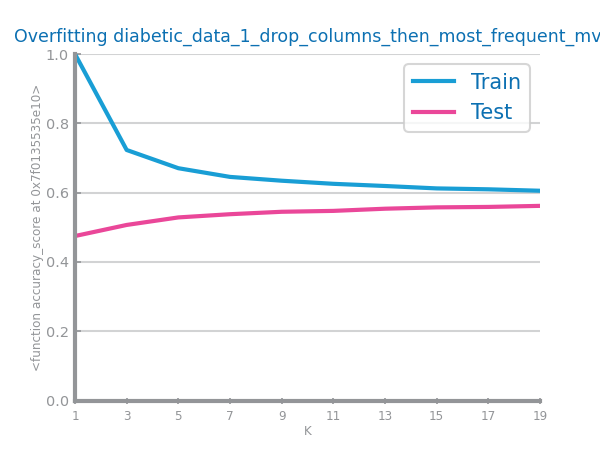 Overfitting diabetic_data_1_drop_columns_then_most_frequent_mv
<function accuracy_score at 0x7f0135535e10>
1.0
0.8
0.6
0.4
0.2
0.0
Train
Test
1 3 5 7 9 11 13 15 17 19
K